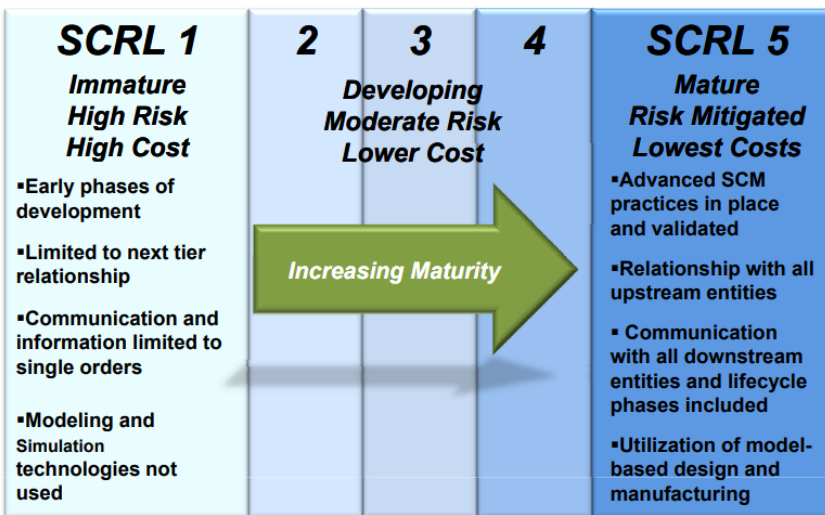 SCRL 1
Immature
High Risk
High Cost
▪Early phases of
development
▪Limited to next tier
relationship
▪Communication and
information limited to
single orders
▪Modeling and
Simulation
technologies not
used
2 3 4
Developing
Moderate Risk
Lower Cost
Increasing Maturity
SCRL 5
Mature
Risk Mitigated
Lowest Costs
▪Advanced SCM
practices in place
and validated
▪Relationship with all
upstream entities
▪ Communication
with all downstream
entities and lifecycle
phases included
▪Utilization of model-
based design and
manufacturing